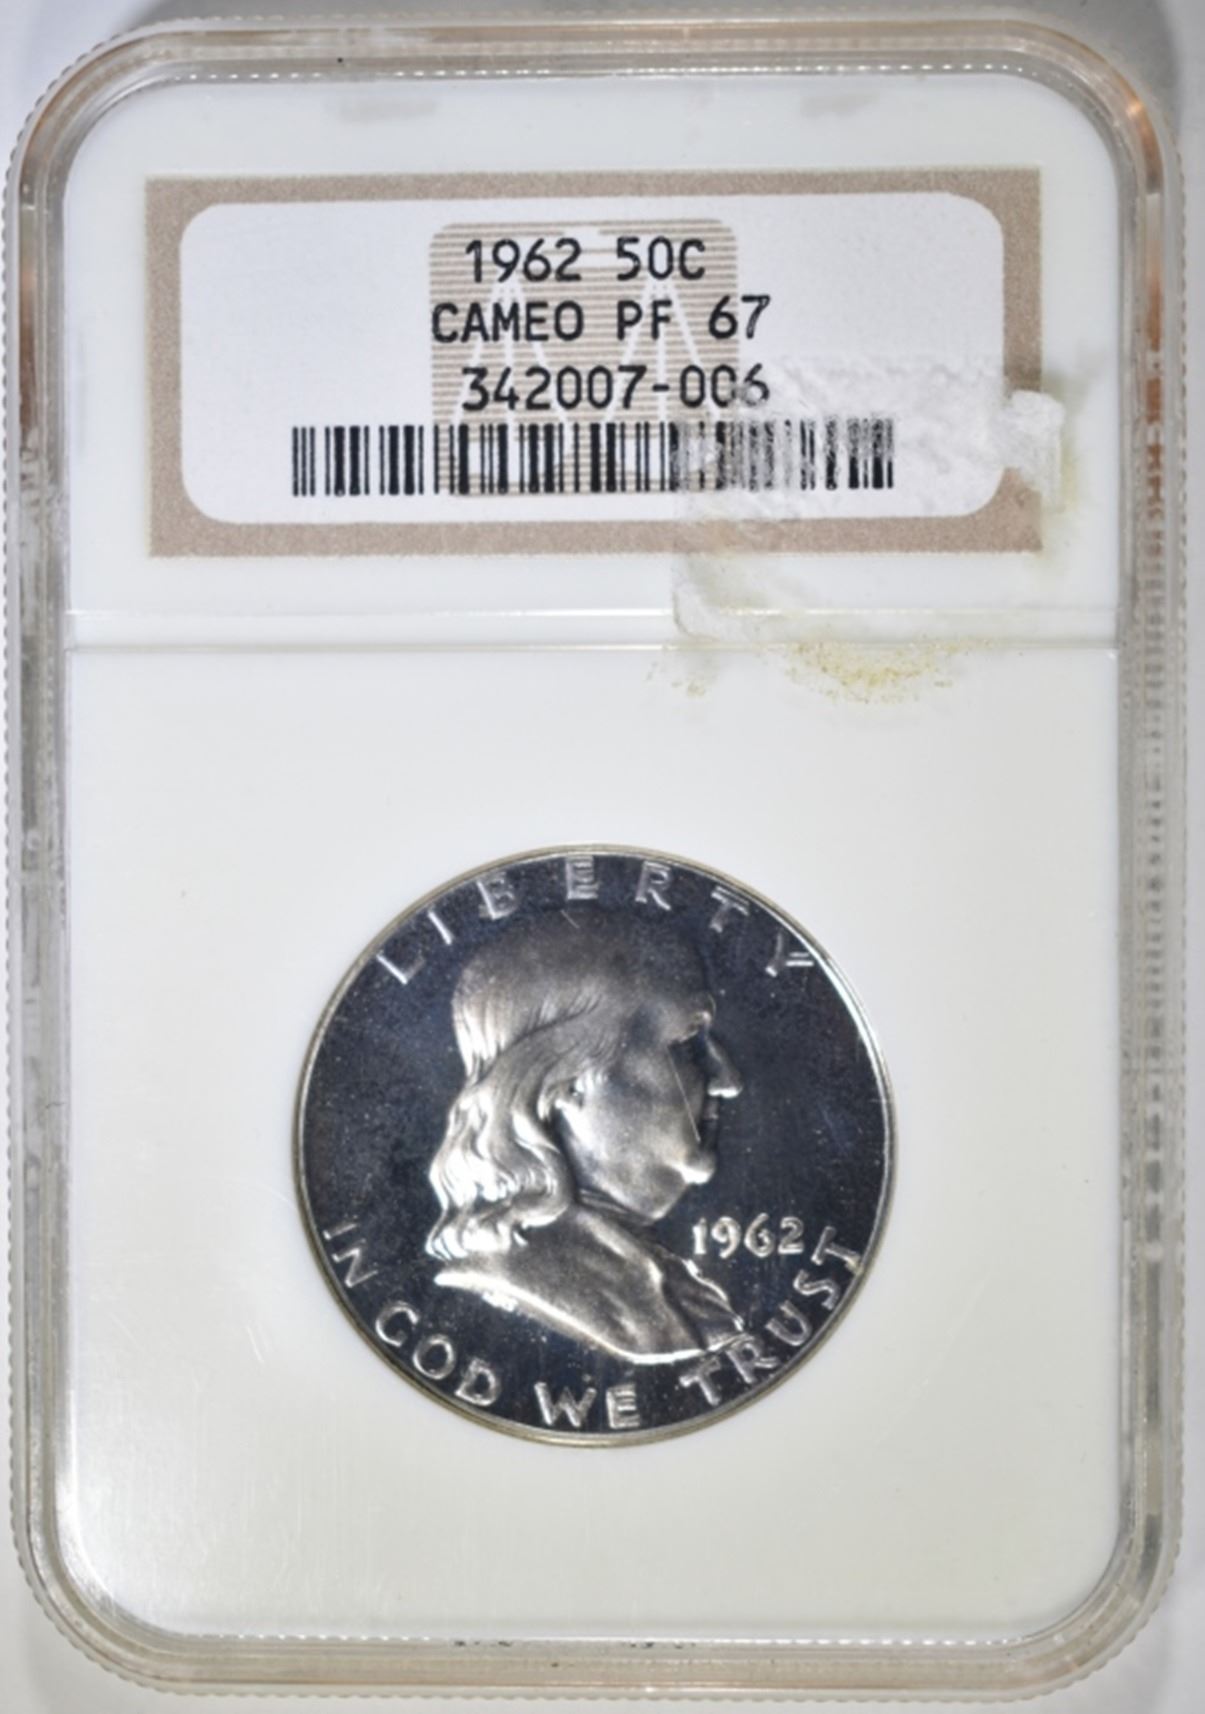 1962 50C
CAMEO PF 67
342007-006
LIBERTY
1962
IN GOD WE TRUST